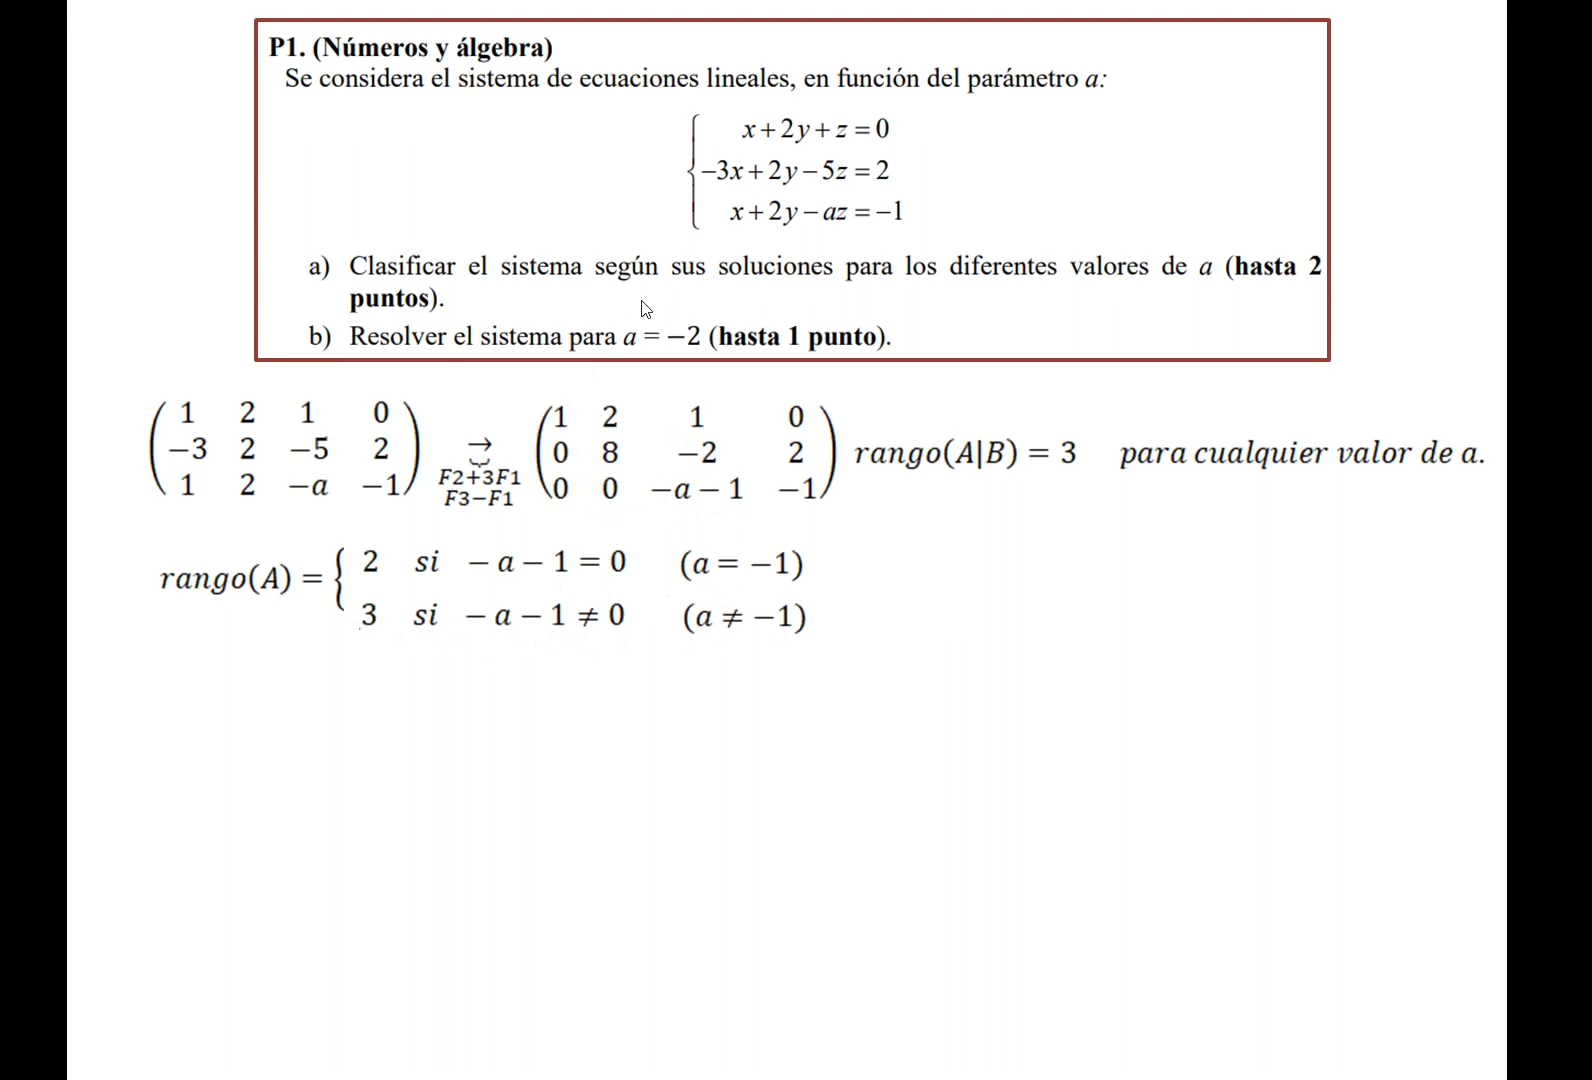 P1. (Números y álgebra)
Se considera el sistema de ecuaciones lineales, en función del parámetro a:
x+2y+z=0
−3x+2y−5z=2
x+2y−az=−1
a) Clasificar el sistema según sus soluciones para los diferentes valores de a (hasta 2
puntos).
b) Resolver el sistema para a = −2 (hasta 1 punto).
1 2 1 0
−3 2 −5 2
1 2 −a −1
→
F2+3F1
F3−F1
1 2 1 0
0 8 −2 2
0 0 −a − 1 −1
rango(A|B) = 3 para cualquier valor de a.
rango(A) = { 2 si − a − 1 = 0 (a = −1)
3 si − a − 1 ≠ 0 (a ≠ −1)